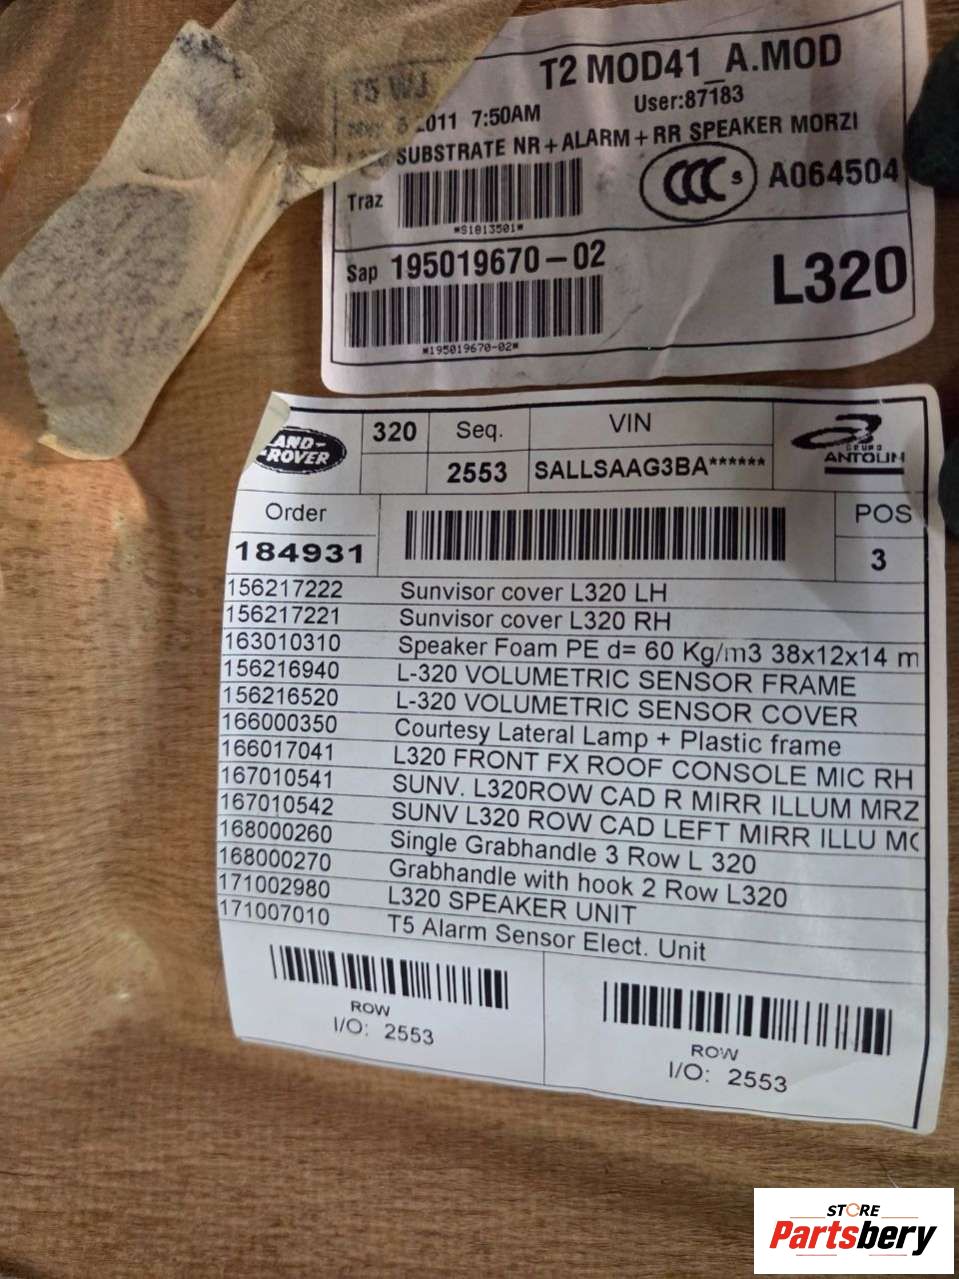 T5 WJ
T2 MOD41_A.MOD
2011 7:50AM
User:87183
SUBSTRATE NR+ALARM+RR SPEAKER MORZI
Traz
*S1813501*
CCC S
A064504
Sap 195019670-02
*195019670-02*
L320
LAND-ROVER
320
Seq.
2553
VIN
SALLSAAG3BA******
GRUPO
ANTOLIN
Order
184931
POS
3
156217222 Sunvisor cover L320 LH
156217221 Sunvisor cover L320 RH
163010310 Speaker Foam PE d= 60 Kg/m3 38x12x14 m
156216940 L-320 VOLUMETRIC SENSOR FRAME
156216520 L-320 VOLUMETRIC SENSOR COVER
166000350 Courtesy Lateral Lamp + Plastic frame
166017041 L320 FRONT FX ROOF CONSOLE MIC RH
167010541 SUNV. L320ROW CAD R MIRR ILLUM MRZ
167010542 SUNV L320 ROW CAD LEFT MIRR ILLU MO
168000260 Single Grabhandle 3 Row L 320
168000270 Grabhandle with hook 2 Row L320
171002980 L320 SPEAKER UNIT
171007010 T5 Alarm Sensor Elect. Unit
ROW
I/O: 2553
ROW
I/O: 2553
STORE
Partsbery